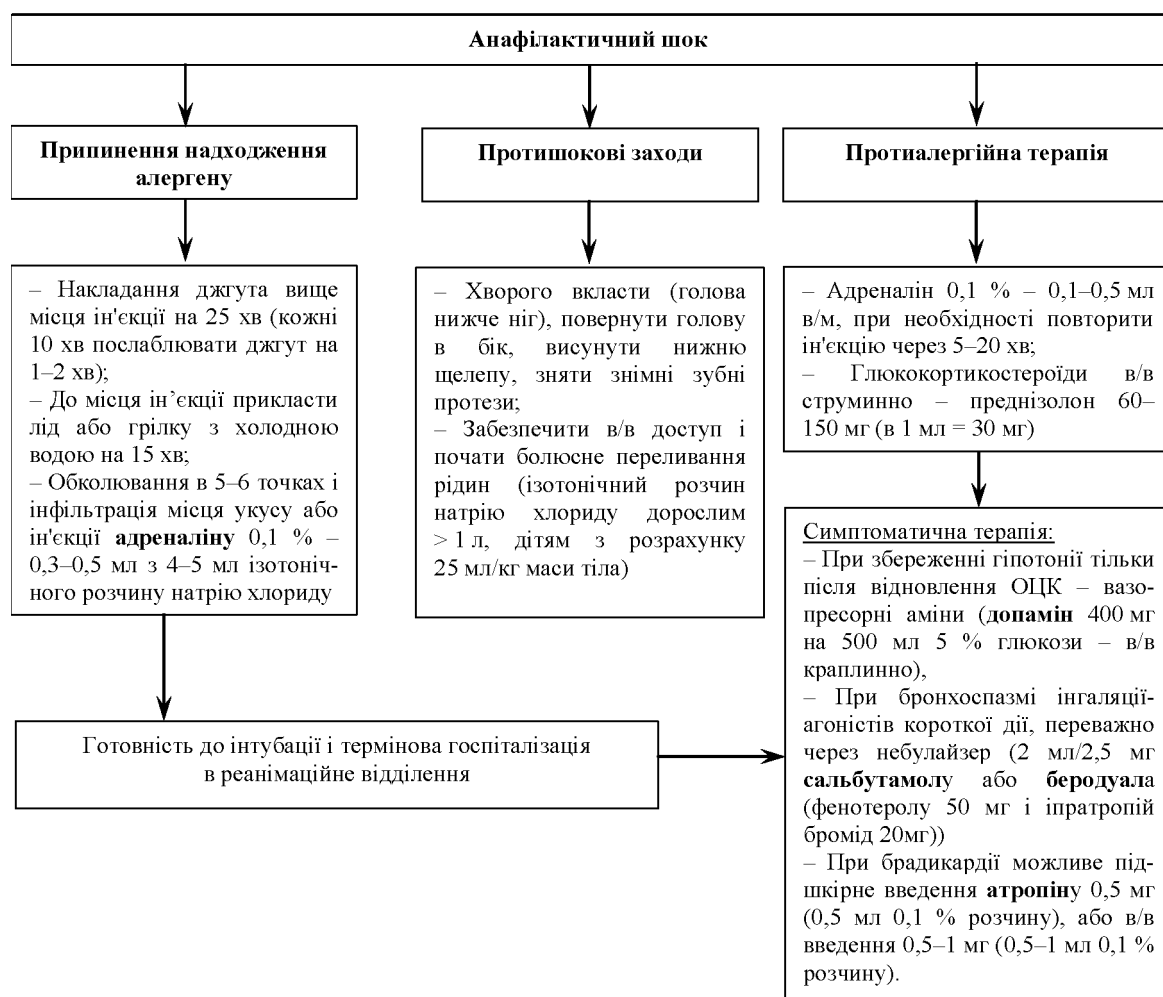 Анафілактичний шок
Припинення надходження
алергену
Протишокові заходи
Протиалергійна терапія
– Накладання джгута вище
місця ін'єкції на 25 хв (кожні
10 хв послаблювати джгут на
1–2 хв);
– До місця ін’єкції прикласти
лід або грілку з холодною
водою на 15 хв;
– Обколювання в 5–6 точках і
інфільтрація місця укусу або
ін'єкції адреналіну 0,1 % –
0,3–0,5 мл з 4–5 мл ізотоніч-
ного розчину натрію хлориду
– Хворого вкласти (голова
нижче ніг), повернути голову
в бік, висунути нижню
щелепу, зняти знімні зубні
протези;
– Забезпечити в/в доступ і
почати болюсне переливання
рідин (ізотонічний розчин
натрію хлориду дорослим
> 1 л, дітям з розрахунку
25 мл/кг маси тіла)
– Адреналін 0,1 % – 0,1–0,5 мл
в/м, при необхідності повторити
ін'єкцію через 5–20 хв;
– Глюкокортикостероїди в/в
струминно – преднізолон 60–
150 мг (в 1 мл = 30 мг)
Готовність до інтубації і термінова госпіталізація
в реанімаційне відділення
Симптоматична терапія:
– При збереженні гіпотонії тільки
після відновлення ОЦК – вазо-
пресорні аміни (допамін 400 мг
на 500 мл 5 % глюкози – в/в
краплинно),
– При бронхоспазмі інгаляції-
агоністів короткої дії, переважно
через небулайзер (2 мл/2,5 мг
сальбутамолу або беродуала
(фенотеролу 50 мг і іпратропій
бромід 20мг))
– При брадикардії можливе під-
шкірне введення атропіну 0,5 мг
(0,5 мл 0,1 % розчину), або в/в
введення 0,5–1 мг (0,5–1 мл 0,1 %
розчину).